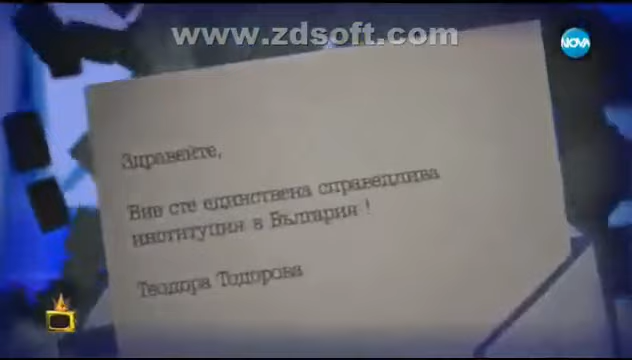 www.zdsoft.com
NOVA
Здравейте,
Вие сте единствена справедлива
институция в България !
Теодора Тодорова